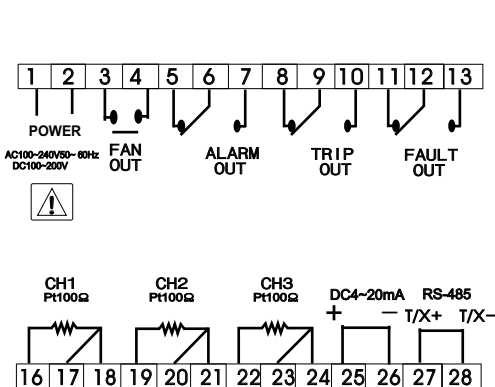 1 2 3 4 5 6 7 8 9 10 11 12 13
POWER
AC100~240V50~60Hz
DC100~200V
FAN
OUT
ALARM
OUT
TRIP
OUT
FAULT
OUT
CH1
Pt100Ω
CH2
Pt100Ω
CH3
Pt100Ω
DC4~20mA
+ −
RS-485
T/X+ T/X−
16 17 18 19 20 21 22 23 24 25 26 27 28